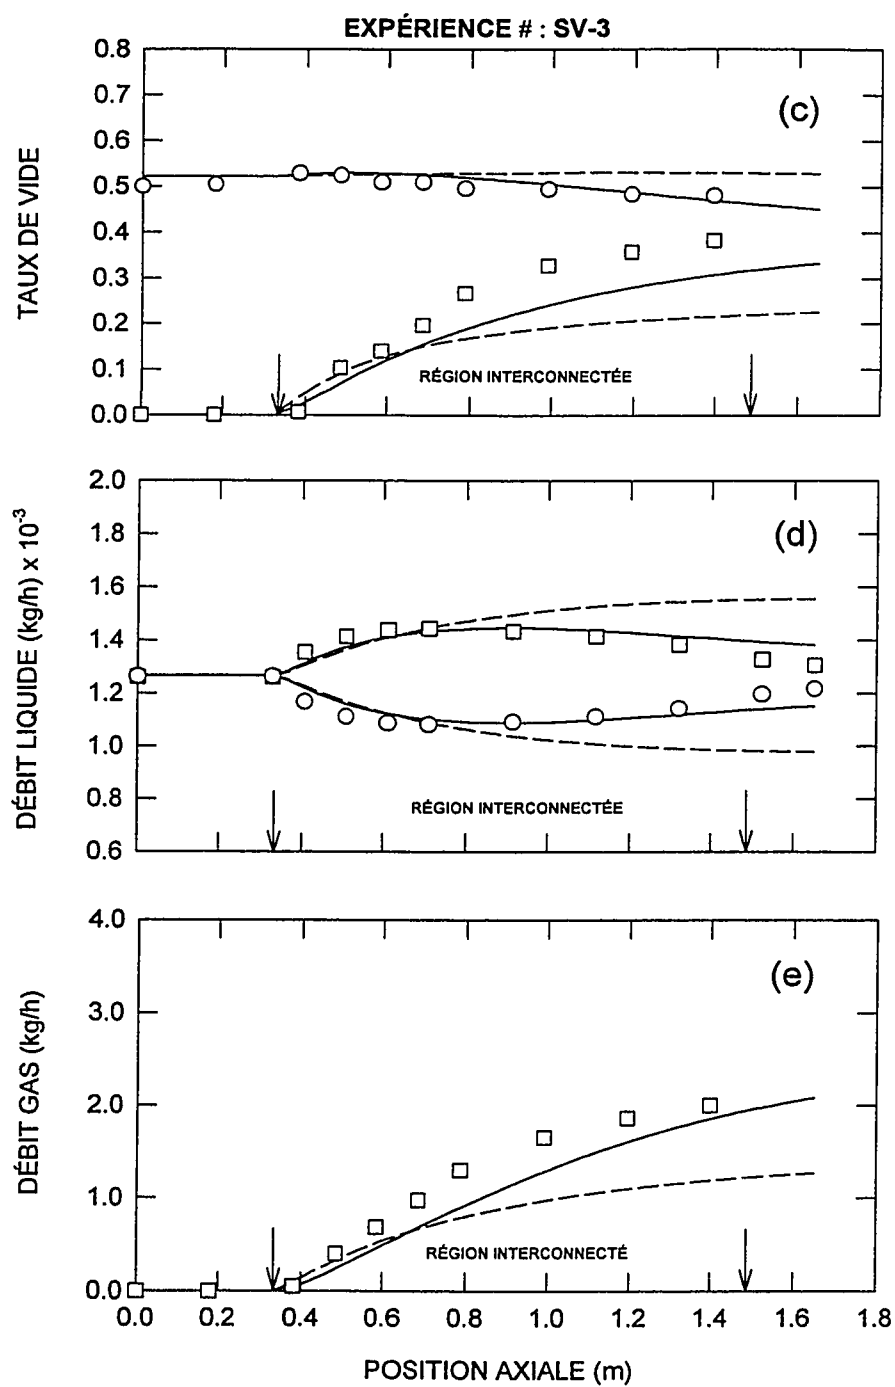 EXPÉRIENCE # : SV-3
0.8
0.7
0.6
0.5
0.4
0.3
0.2
0.1
0.0
TAUX DE VIDE
(c)
RÉGION INTERCONNECTÉE
2.0
1.8
1.6
1.4
1.2
1.0
0.8
0.6
DÉBIT LIQUIDE (kg/h) x 10⁻³
(d)
RÉGION INTERCONNECTÉE
4.0
3.0
2.0
1.0
0.0
DÉBIT GAS (kg/h)
(e)
RÉGION INTERCONNECTÉ
0.0 0.2 0.4 0.6 0.8 1.0 1.2 1.4 1.6 1.8
POSITION AXIALE (m)